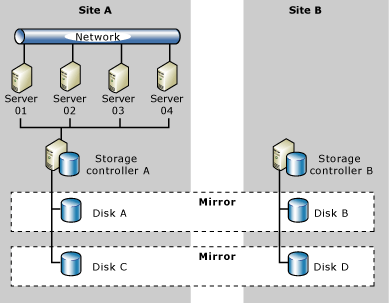 Site A
Site B
Network
Server 01
Server 02
Server 03
Server 04
Storage controller A
Storage controller B
Mirror
Disk A
Disk B
Mirror
Disk C
Disk D